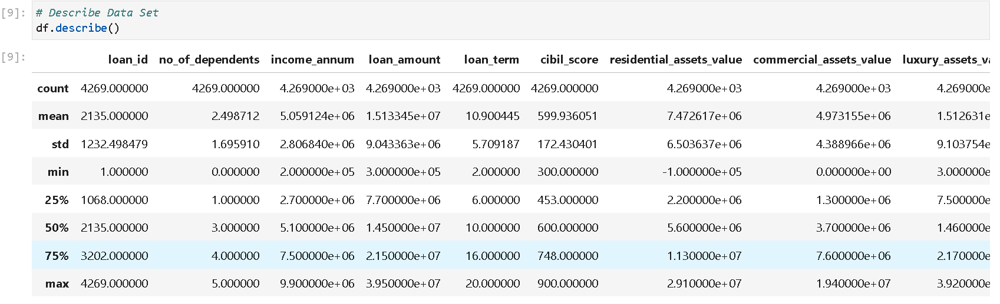 [9]: # Describe Data Set
df.describe()
[9]: loan_id no_of_dependents income_annum loan_amount loan_term cibil_score residential_assets_value commercial_assets_value luxury_assets_va
count 4269.000000 4269.000000 4.269000e+03 4.269000e+03 4269.000000 4269.000000 4.269000e+03 4.269000e+03 4.269000e
mean 2135.000000 2.498712 5.059124e+06 1.513345e+07 10.900445 599.936051 7.472617e+06 4.973155e+06 1.512631e
std 1232.498479 1.695910 2.806840e+06 9.043363e+06 5.709187 172.430401 6.503637e+06 4.388966e+06 9.103754e
min 1.000000 0.000000 2.000000e+05 3.000000e+05 2.000000 300.000000 -1.000000e+05 0.000000e+00 3.000000e
25% 1068.000000 1.000000 2.700000e+06 7.700000e+06 6.000000 453.000000 2.200000e+06 1.300000e+06 7.500000e
50% 2135.000000 3.000000 5.100000e+06 1.450000e+07 10.000000 600.000000 5.600000e+06 3.700000e+06 1.460000e
75% 3202.000000 4.000000 7.500000e+06 2.150000e+07 16.000000 748.000000 1.130000e+07 7.600000e+06 2.170000e
max 4269.000000 5.000000 9.900000e+06 3.950000e+07 20.000000 900.000000 2.910000e+07 1.940000e+07 3.920000e